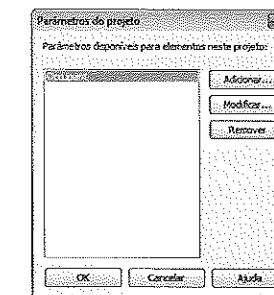 Parâmetros do projeto
Parâmetros disponíveis para elementos neste projeto:
Adicionar...
Modificar...
Remover
OK
Cancelar
Ajuda